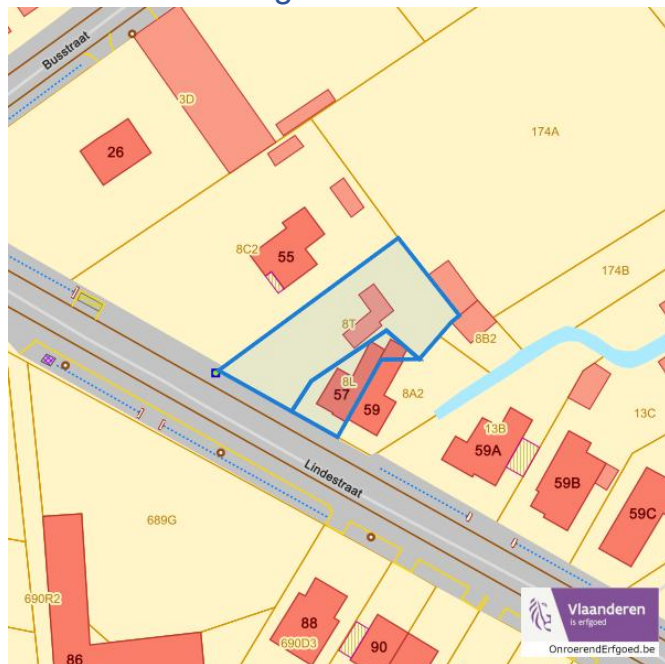 Busstraat
3D
174A
26
8C2
55
174B
8T
8B2
8L
57
59
8A2
13B
59A
13C
59B
59C
Lindestraat
689G
690R2
86
88
690D3
90
Vlaanderen
is erfgoed
OnroerendErfgoed.be